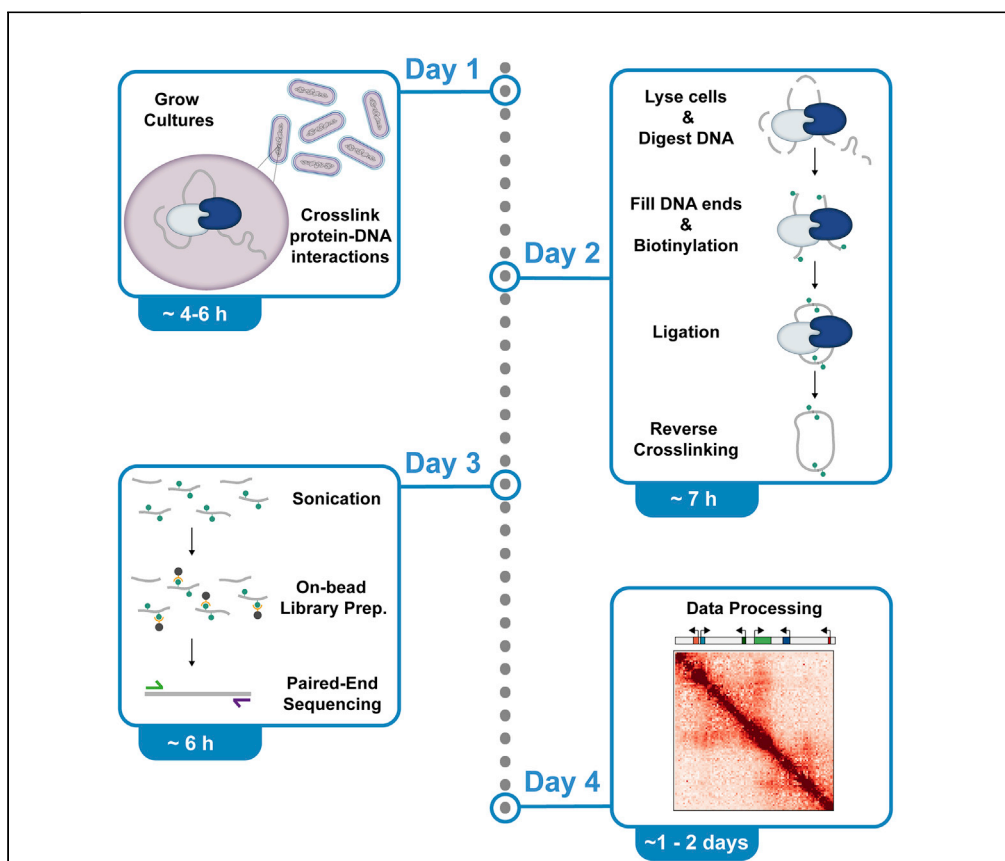 Day 1
Grow
Cultures
Crosslink
protein-DNA
interactions
~ 4-6 h
Day 2
Lyse cells
&
Digest DNA
Fill DNA ends
&
Biotinylation
Ligation
Reverse
Crosslinking
~ 7 h
Day 3
Sonication
On-bead
Library Prep.
Paired-End
Sequencing
~ 6 h
Day 4
Data Processing
~1 - 2 days